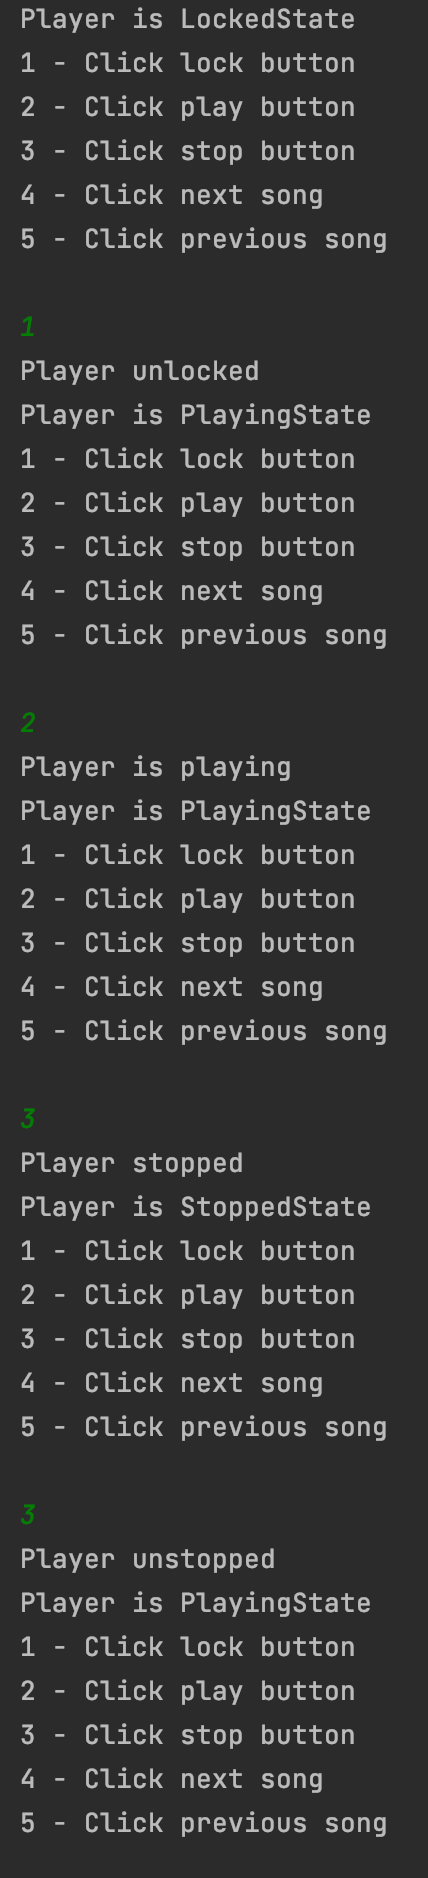 Player is LockedState
1 - Click lock button
2 - Click play button
3 - Click stop button
4 - Click next song
5 - Click previous song
1
Player unlocked
Player is PlayingState
1 - Click lock button
2 - Click play button
3 - Click stop button
4 - Click next song
5 - Click previous song
2
Player is playing
Player is PlayingState
1 - Click lock button
2 - Click play button
3 - Click stop button
4 - Click next song
5 - Click previous song
3
Player stopped
Player is StoppedState
1 - Click lock button
2 - Click play button
3 - Click stop button
4 - Click next song
5 - Click previous song
3
Player unstopped
Player is PlayingState
1 - Click lock button
2 - Click play button
3 - Click stop button
4 - Click next song
5 - Click previous song